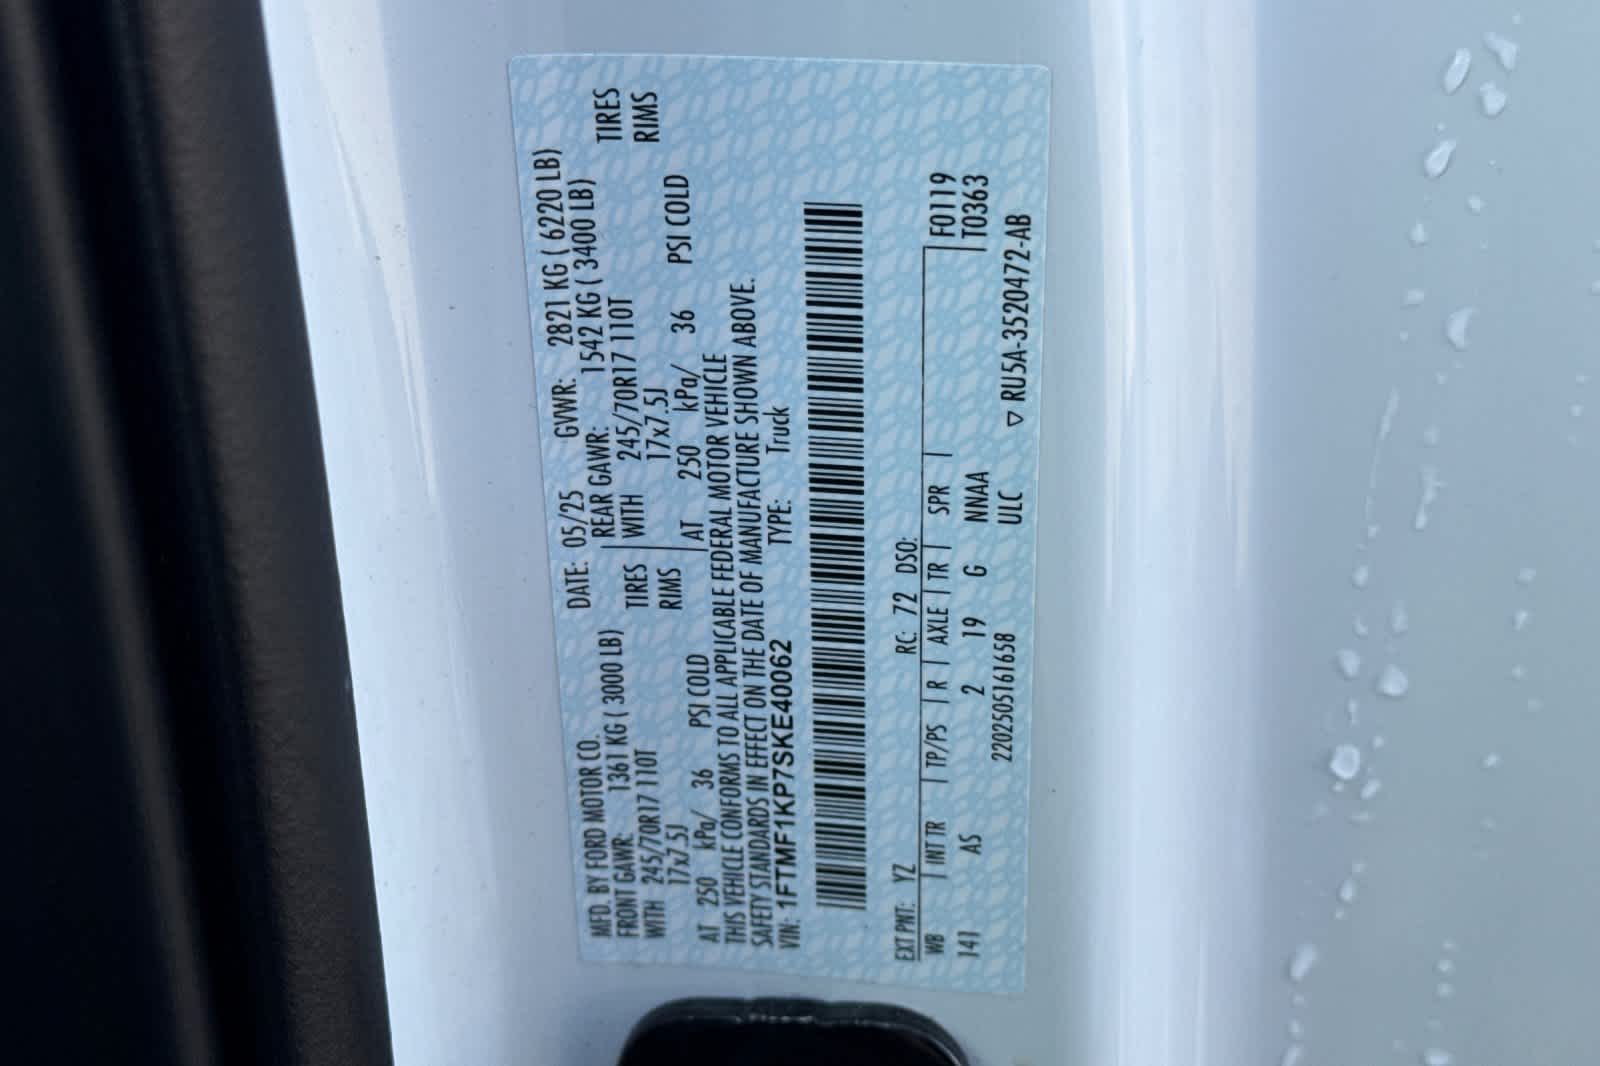 MFD. BY FORD MOTOR CO. DATE: 05/25 GVWR: 2821 KG ( 6220 LB)
FRONT GAWR: 1361 KG ( 3000 LB) REAR GAWR: 1542 KG ( 3400 LB)
WITH 245/70R17 110T TIRES WITH 245/70R17 110T TIRES
17x7.5J RIMS 17x7.5J RIMS
AT 250 kPa/ 36 PSI COLD AT 250 kPa/ 36 PSI COLD
THIS VEHICLE CONFORMS TO ALL APPLICABLE FEDERAL MOTOR VEHICLE
SAFETY STANDARDS IN EFFECT ON THE DATE OF MANUFACTURE SHOWN ABOVE.
VIN: 1FTMF1KP7SKE40062 TYPE: Truck
EXT PNT: YZ RC: 72 DSO: F0119
WB INT TR TP/PS R AXLE TR SPR T0363
141 AS 2 19 G NNAA
2202505161658 ULC ▽ RU5A-3520472-AB